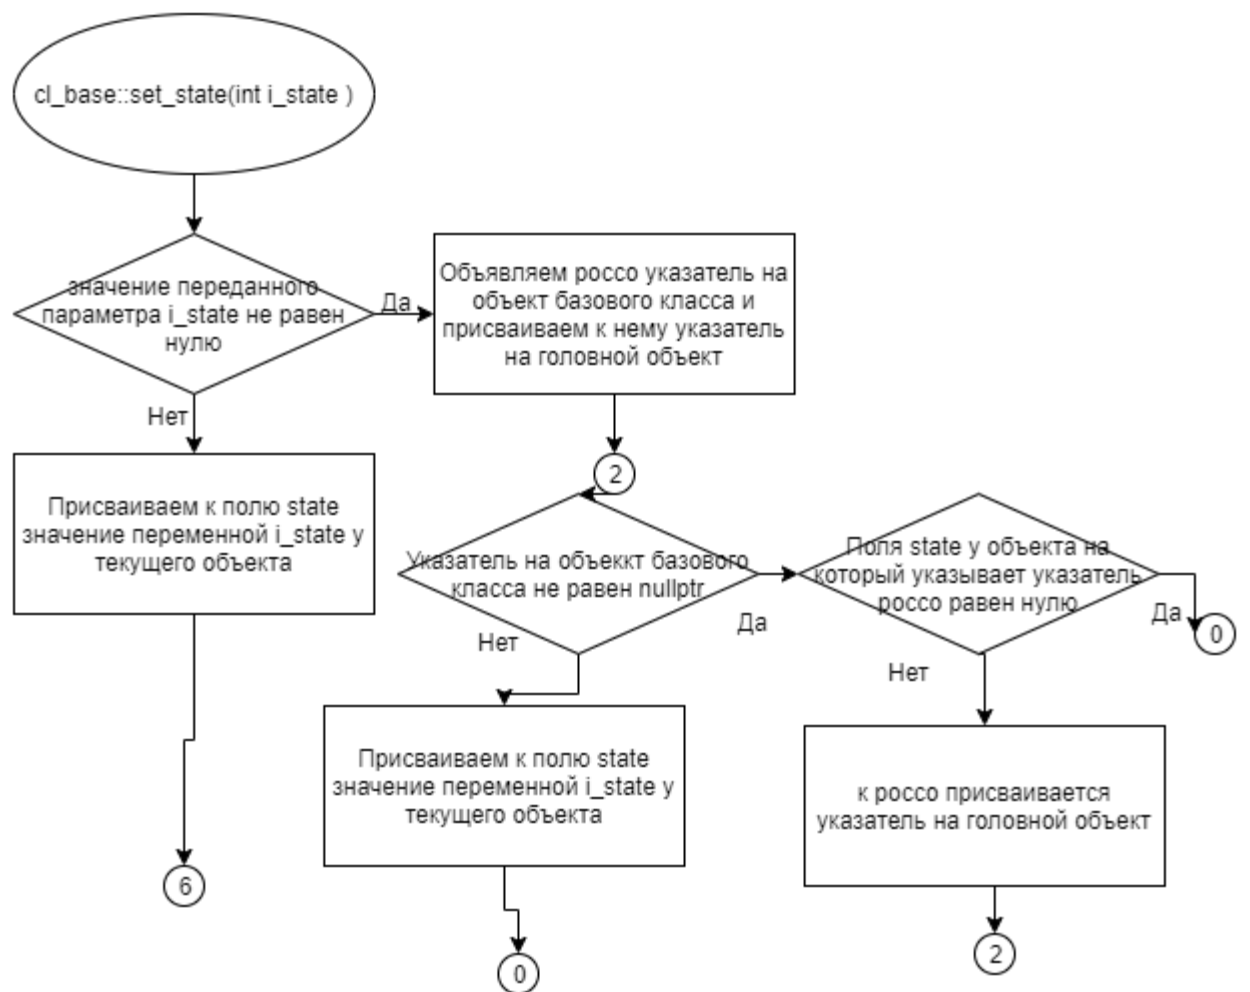 cl_base::set_state(int i_state )
значение переданного
параметра i_state не равен
нулю
Да
Объявляем россо указатель на
объект базового класса и
присваиваем к нему указатель
на головной объект
Нет
2
Присваиваем к полю state
значение переменной i_state у
текущего объекта
Указатель на объеккт базового
класса не равен nullptr
Да
Поля state у объекта на
который указывает указатель
россо равен нулю
Да
0
Нет
Нет
Присваиваем к полю state
значение переменной i_state у
текущего объекта
к россо присваивается
указатель на головной объект
6
0
2